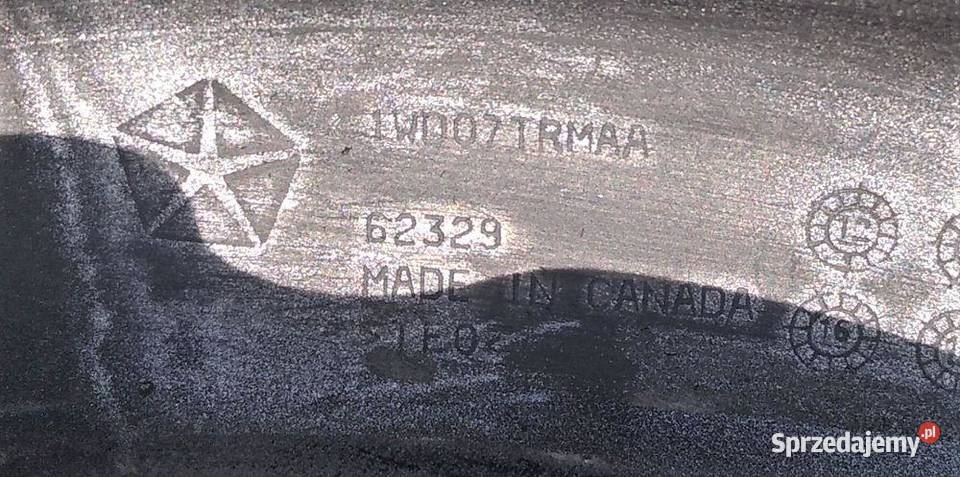 1WD07TRMAA
62329
MADE IN CANADA
16
Sprzedajemy.pl